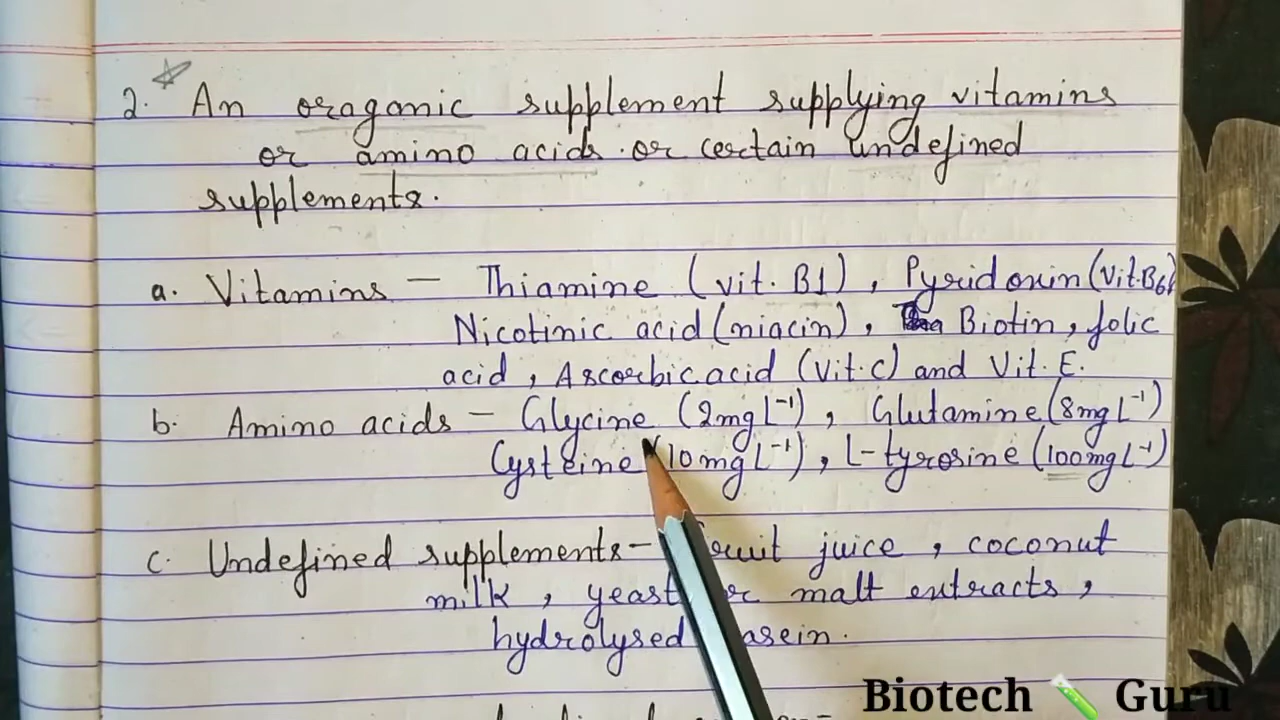 2. An oraganic supplement supplying vitamins
or amino acids. or certain undefined
supplements.
a. Vitamins – Thiamine (vit. B1), Pyridoxin (Vit.B6)
Nicotinic acid (niacin), Biotin, folic
acid, Ascorbic acid (Vit.C) and Vit. E.
b. Amino acids – Glycine (2mg L⁻¹), Glutamine (8mg L⁻¹)
Cysteine (10mg L⁻¹), L-tyrosine (100mg L⁻¹)
c. Undefined supplements – juice, coconut
milk, yeast malt extracts,
hydrolysed
Biotech Guru